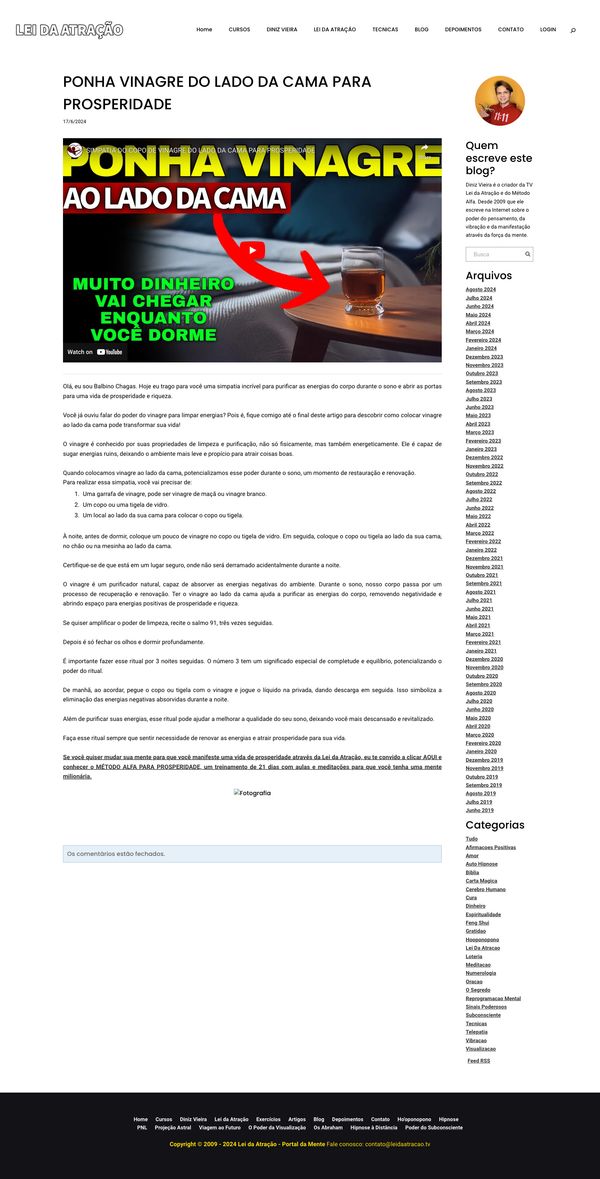 LEI DA ATRAÇÃO
Home CURSOS DINIZ VIEIRA LEI DA ATRAÇÃO TECNICAS BLOG DEPOIMENTOS CONTATO LOGIN
PONHA VINAGRE DO LADO DA CAMA PARA
PROSPERIDADE
17/6/2024
SIMPATIA DO COPO DE VINAGRE DO LADO DA CAMA PARA PROSPERIDADE
PONHA VINAGRE
AO LADO DA CAMA
MUITO DINHEIRO
VAI CHEGAR
ENQUANTO
VOCÊ DORME
Watch on YouTube
Olá, eu sou Balbino Chagas. Hoje eu trago para você uma simpatia incrível para purificar as energias do corpo durante o sono e abrir as portas
para uma vida de prosperidade e riqueza.
Você já ouviu falar do poder do vinagre para limpar energias? Pois é, fique comigo até o final deste artigo para descobrir como colocar vinagre
ao lado da cama pode transformar sua vida!
O vinagre é conhecido por suas propriedades de limpeza e purificação, não só fisicamente, mas também energeticamente. Ele é capaz de
sugar energias ruins, deixando o ambiente mais leve e propício para atrair coisas boas.
Quando colocamos vinagre ao lado da cama, potencializamos esse poder durante o sono, um momento de restauração e renovação.
Para realizar essa simpatia, você vai precisar de:
1. Uma garrafa de vinagre, pode ser vinagre de maçã ou vinagre branco.
2. Um copo ou uma tigela de vidro.
3. Um local ao lado da sua cama para colocar o copo ou tigela.
À noite, antes de dormir, coloque um pouco de vinagre no copo ou tigela de vidro. Em seguida, coloque o copo ou tigela ao lado da sua cama,
no chão ou na mesinha ao lado da cama.
Certifique-se de que está em um lugar seguro, onde não será derramado acidentalmente durante a noite.
O vinagre é um purificador natural, capaz de absorver as energias negativas do ambiente. Durante o sono, nosso corpo passa por um
processo de recuperação e renovação. Ter o vinagre ao lado da cama ajuda a purificar as energias do corpo, removendo negatividade e
abrindo espaço para energias positivas de prosperidade e riqueza.
Se quiser amplificar o poder de limpeza, recite o salmo 91, três vezes seguidas.
Depois é só fechar os olhos e dormir profundamente.
É importante fazer esse ritual por 3 noites seguidas. O número 3 tem um significado especial de completude e equilíbrio, potencializando o
poder do ritual.
De manhã, ao acordar, pegue o copo ou tigela com o vinagre e jogue o líquido na privada, dando descarga em seguida. Isso simboliza a
eliminação das energias negativas absorvidas durante a noite.
Além de purificar suas energias, esse ritual pode ajudar a melhorar a qualidade do seu sono, deixando você mais descansado e revitalizado.
Faça esse ritual sempre que sentir necessidade de renovar as energias e atrair prosperidade para sua vida.
Se você quiser mudar sua mente para que você manifeste uma vida de prosperidade através da Lei da Atração, eu te convido a clicar AQUI e
conhecer o MÉTODO ALFA PARA PROSPERIDADE, um treinamento de 21 dias com aulas e meditações para que você tenha uma mente
milionária.
Fotografia
Os comentários estão fechados.
11:11
Quem
escreve este
blog?
Diniz Vieira é o criador da TV
Lei da Atração e do Método
Alfa. Desde 2009 que ele
escreve na Internet sobre o
poder do pensamento, da
vibração e da manifestação
através da força da mente.
Busca
Arquivos
Agosto 2024
Julho 2024
Junho 2024
Maio 2024
Abril 2024
Março 2024
Fevereiro 2024
Janeiro 2024
Dezembro 2023
Novembro 2023
Outubro 2023
Setembro 2023
Agosto 2023
Julho 2023
Junho 2023
Maio 2023
Abril 2023
Março 2023
Fevereiro 2023
Janeiro 2023
Dezembro 2022
Novembro 2022
Outubro 2022
Setembro 2022
Agosto 2022
Julho 2022
Junho 2022
Maio 2022
Abril 2022
Março 2022
Fevereiro 2022
Janeiro 2022
Dezembro 2021
Novembro 2021
Outubro 2021
Setembro 2021
Agosto 2021
Julho 2021
Junho 2021
Maio 2021
Abril 2021
Março 2021
Fevereiro 2021
Janeiro 2021
Dezembro 2020
Novembro 2020
Outubro 2020
Setembro 2020
Agosto 2020
Julho 2020
Junho 2020
Maio 2020
Abril 2020
Março 2020
Fevereiro 2020
Janeiro 2020
Dezembro 2019
Novembro 2019
Outubro 2019
Setembro 2019
Agosto 2019
Julho 2019
Junho 2019
Categorias
Tudo
Afirmacoes Positivas
Amor
Auto Hipnose
Bíblia
Carta Magica
Cerebro Humano
Cura
Dinheiro
Espiritualidade
Feng Shui
Gratidao
Hooponopono
Lei Da Atracao
Loteria
Meditacao
Numerologia
Oracao
O Segredo
Reprogramacao Mental
Sinais Poderosos
Subconsciente
Tecnicas
Telepatia
Vibracao
Visualizacao
Feed RSS
Home Cursos Diniz Vieira Lei da Atração Exercícios Artigos Blog Depoimentos Contato Ho'oponopono Hipnose
PNL Projeção Astral Viagem ao Futuro O Poder da Visualização Os Abraham Hipnose à Distância Poder do Subconsciente
Copyright © 2009 - 2024 Lei da Atração - Portal da Mente Fale conosco: contato@leidaatracao.tv